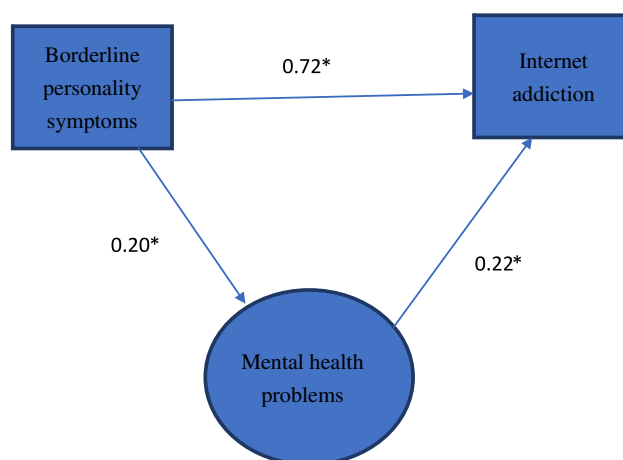 Borderline
personality
symptoms
0.72*
Internet
addiction
0.20*
0.22*
Mental health
problems